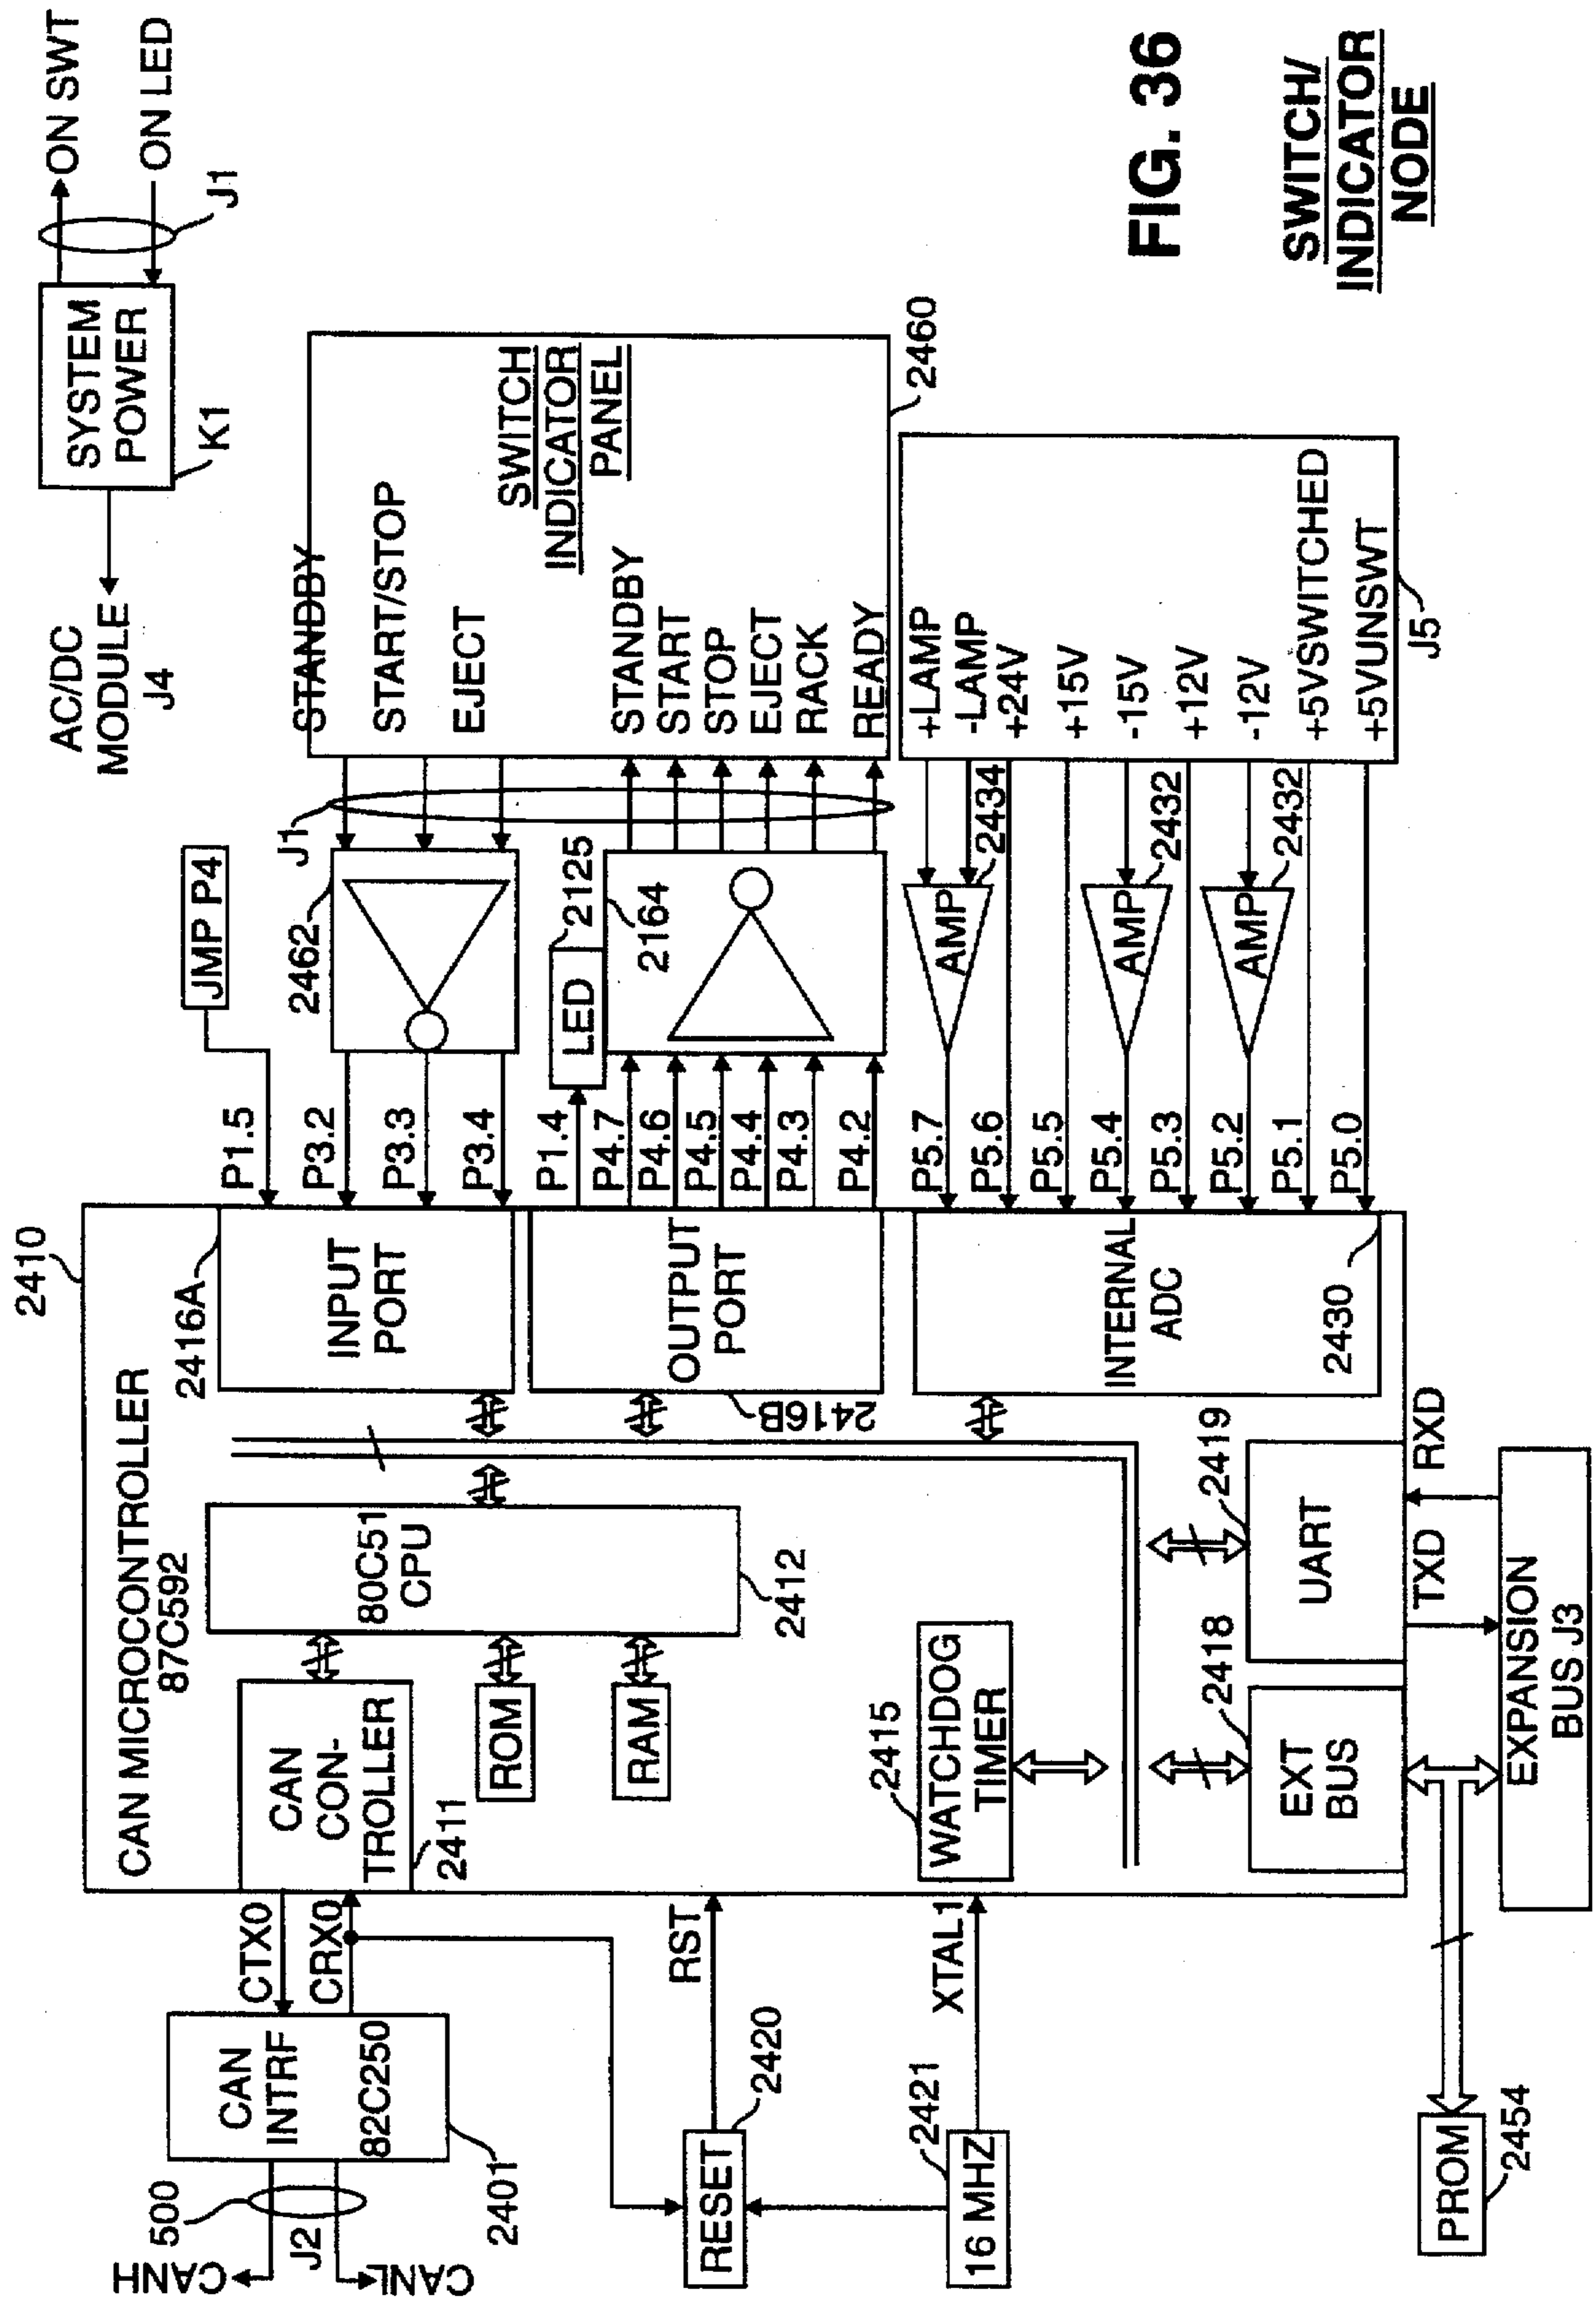 CANH
CANL
500
J2
CAN
INTRF
82C250
2401
CTX0
CRX0
RESET
2420
RST
16 MHZ
2421
XTAL1
PROM
2454
2410
CAN MICROCONTROLLER
87C592
CAN
CON-
TROLLER
2411
ROM
RAM
80C51
CPU
2412
WATCHDOG
TIMER
2415
EXT
BUS
2418
UART
2419
TXD
RXD
EXPANSION
BUS J3
2416A
INPUT
PORT
OUTPUT
PORT
2416B
INTERNAL
ADC
2430
P1.5
P3.2
P3.3
P3.4
P1.4
P4.7
P4.6
P4.5
P4.4
P4.3
P4.2
P5.7
P5.6
P5.5
P5.4
P5.3
P5.2
P5.1
P5.0
JMP P4
2462
J1
LED
2125
2164
AMP
2434
AMP
2432
AMP
2432
STANDBY
START/STOP
EJECT
SWITCH
INDICATOR
PANEL
STANDBY
START
STOP
EJECT
RACK
READY
2460
+LAMP
-LAMP
+24V
+15V
-15V
+12V
-12V
+5VSWITCHED
+5VUNSWT
J5
AC/DC
MODULE
J4
SYSTEM
POWER
K1
ON SWT
ON LED
J1
FIG. 36
SWITCH/
INDICATOR
NODE